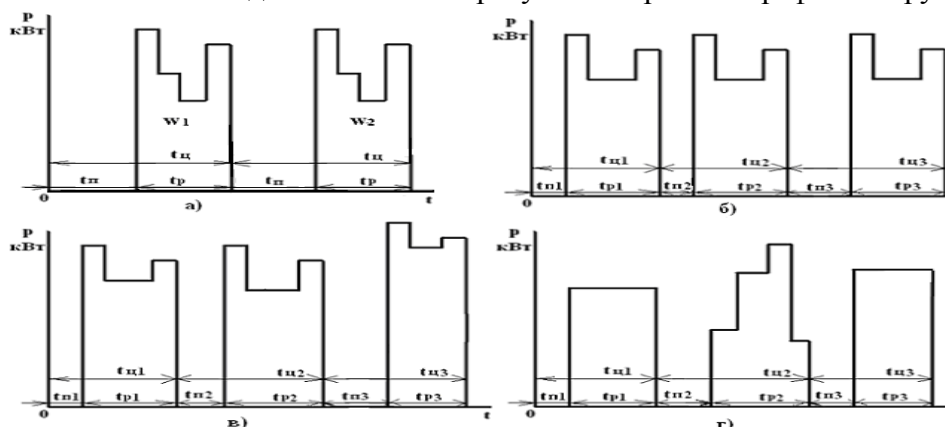 P
кВт
W1
W2
tц
tц
tп
tр
tп
tр
0
t
а)
P
кВт
tц1
tц2
tц3
tп1
tр1
tп2
tр2
tп3
tр3
0
б)
P
кВт
tц1
tц2
tц3
tп1
tр1
tп2
tр2
tп3
tр3
0
t
в)
P
кВт
tц1
tц2
tц3
tп1
tр1
tп2
tр2
tп3
tр3
0
г)